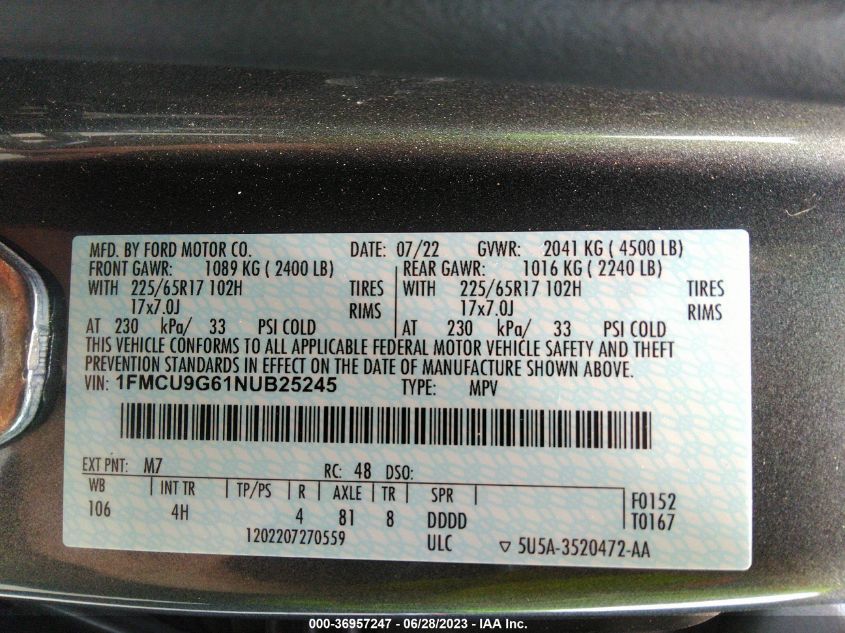 MFD. BY FORD MOTOR CO. DATE: 07/22 GVWR: 2041 KG ( 4500 LB)
FRONT GAWR: 1089 KG ( 2400 LB) REAR GAWR: 1016 KG ( 2240 LB)
WITH 225/65R17 102H TIRES WITH 225/65R17 102H TIRES
17x7.0J RIMS 17x7.0J RIMS
AT 230 kPa/ 33 PSI COLD AT 230 kPa/ 33 PSI COLD
THIS VEHICLE CONFORMS TO ALL APPLICABLE FEDERAL MOTOR VEHICLE SAFETY AND THEFT
PREVENTION STANDARDS IN EFFECT ON THE DATE OF MANUFACTURE SHOWN ABOVE.
VIN: 1FMCU9G61NUB25245 TYPE: MPV
EXT PNT: M7 RC: 48 DSO:
WB INT TR TP/PS R AXLE TR SPR F0152
106 4H 4 81 8 DDDD T0167
1202207270559 ULC ▽ 5U5A-3520472-AA
000-36957247 - 06/28/2023 - IAA Inc.